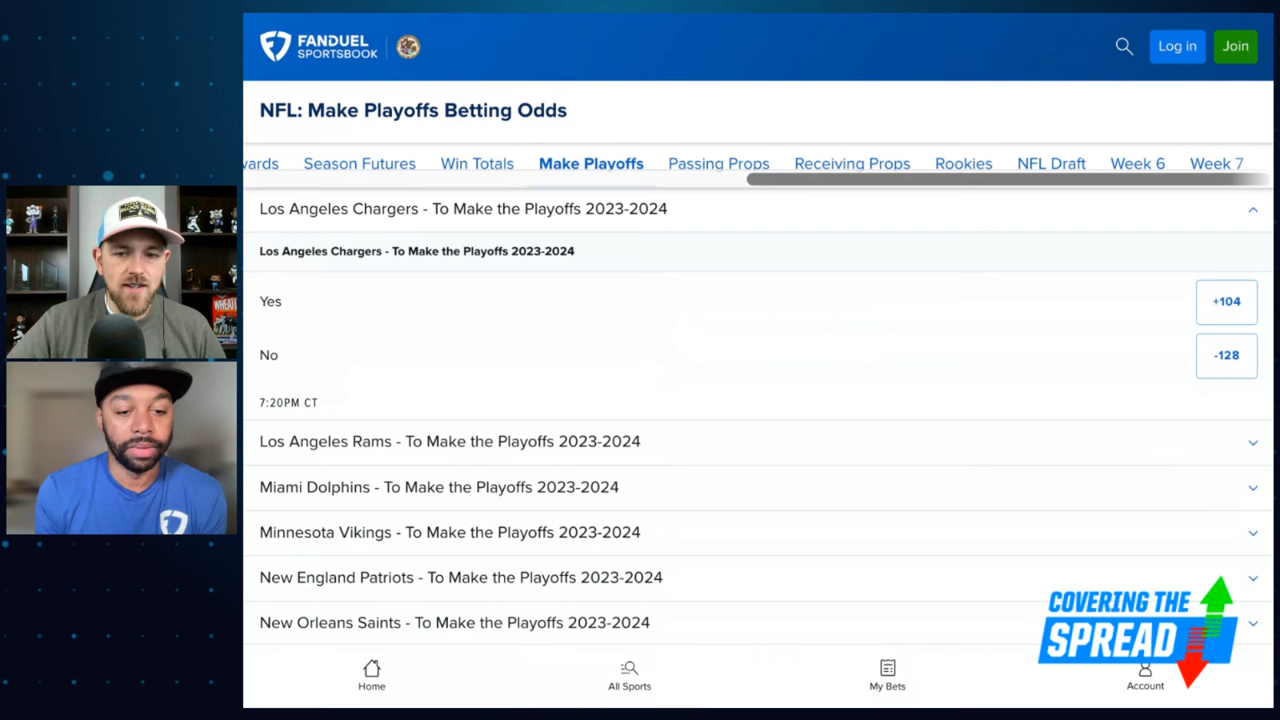 FANDUEL
SPORTSBOOK
Log in
Join
NFL: Make Playoffs Betting Odds
wards Season Futures Win Totals Make Playoffs Passing Props Receiving Props Rookies NFL Draft Week 6 Week 7
Los Angeles Chargers - To Make the Playoffs 2023-2024
Los Angeles Chargers - To Make the Playoffs 2023-2024
Yes
+104
No
-128
7:20PM CT
Los Angeles Rams - To Make the Playoffs 2023-2024
Miami Dolphins - To Make the Playoffs 2023-2024
Minnesota Vikings - To Make the Playoffs 2023-2024
New England Patriots - To Make the Playoffs 2023-2024
New Orleans Saints - To Make the Playoffs 2023-2024
COVERING THE
SPREAD
Home
All Sports
My Bets
Account
WHEATIES